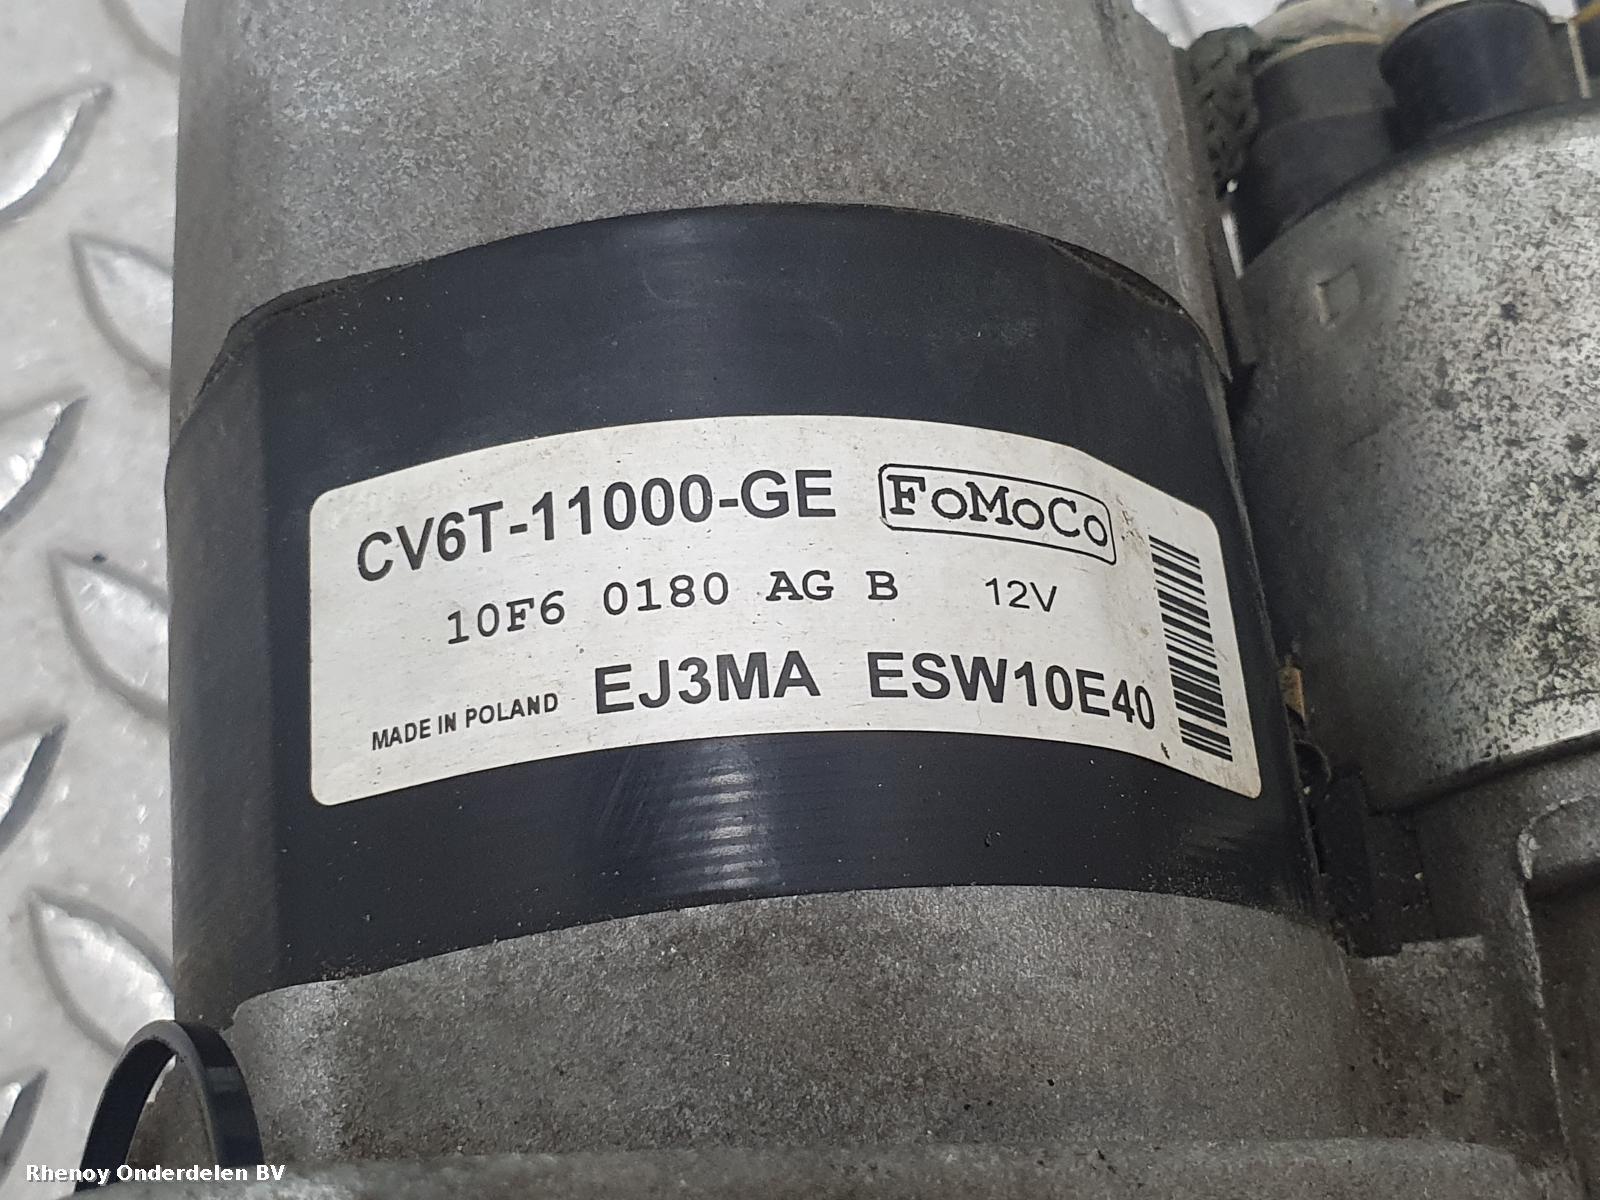 CV6T-11000-GE FoMoCo
10F6 0180 AG B 12V
MADE IN POLAND EJ3MA ESW10E40
Rhenoy Onderdelen BV